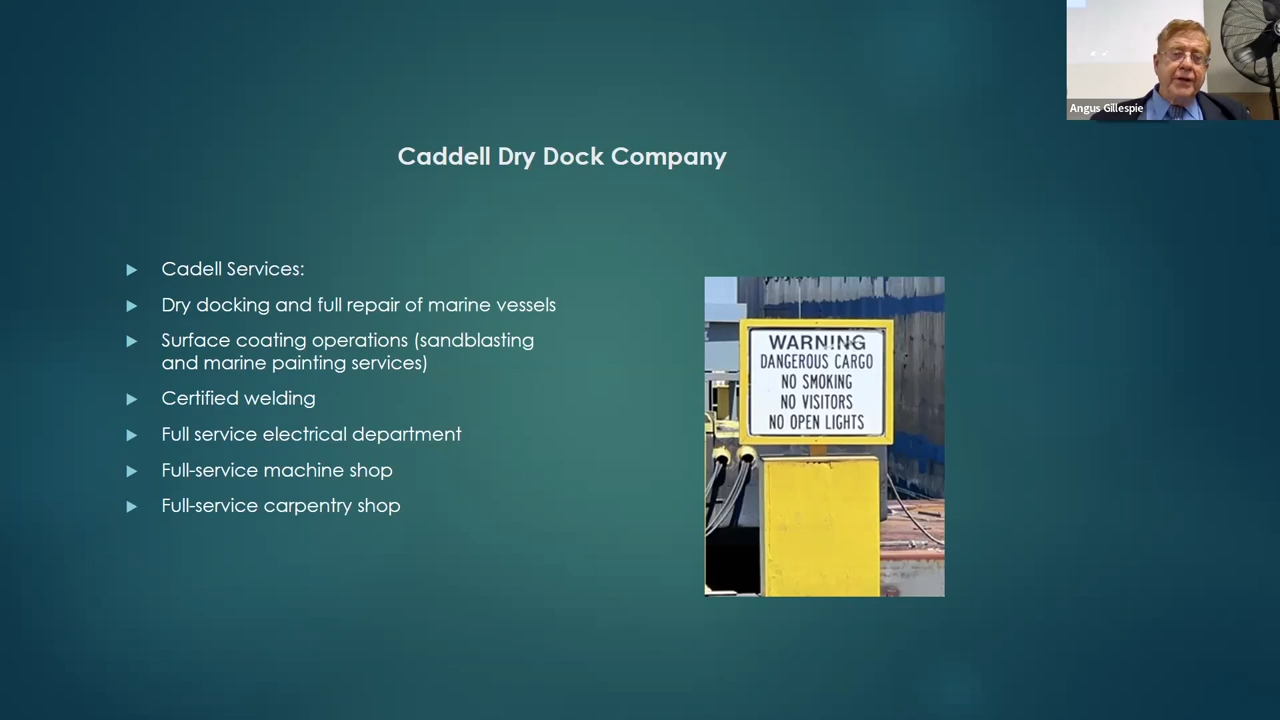 Angus Gillespie
Caddell Dry Dock Company
Cadell Services:
Dry docking and full repair of marine vessels
Surface coating operations (sandblasting
and marine painting services)
Certified welding
Full service electrical department
Full-service machine shop
Full-service carpentry shop
WARNING
DANGEROUS CARGO
NO SMOKING
NO VISITORS
NO OPEN LIGHTS